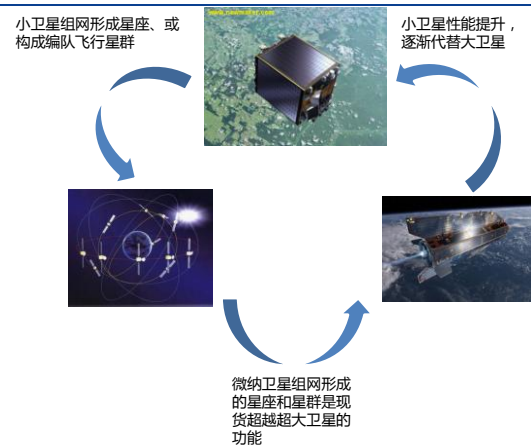 小卫星组网形成星座、或
构成编队飞行星群
小卫星性能提升，
逐渐代替大卫星
微纳卫星组网形成
的星座和星群是现
货超越超大卫星的
功能